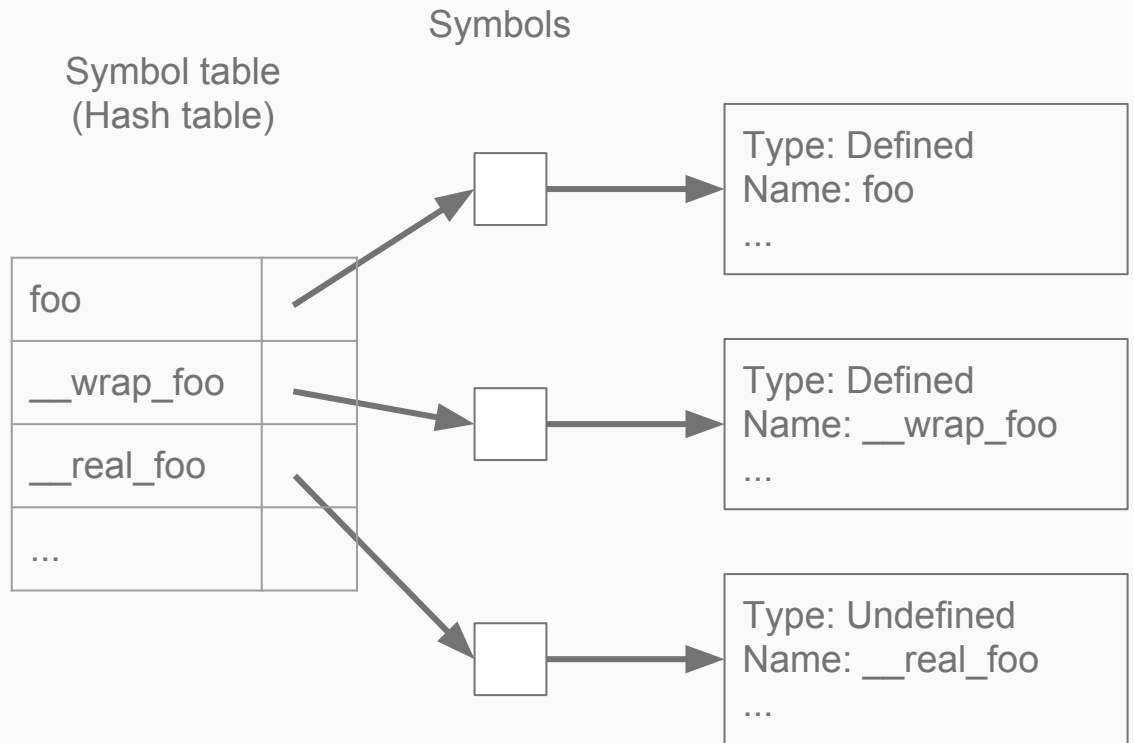 Symbols
Symbol table
(Hash table)
foo
__wrap_foo
__real_foo
...
Type: Defined
Name: foo
...
Type: Defined
Name: __wrap_foo
...
Type: Undefined
Name: __real_foo
...